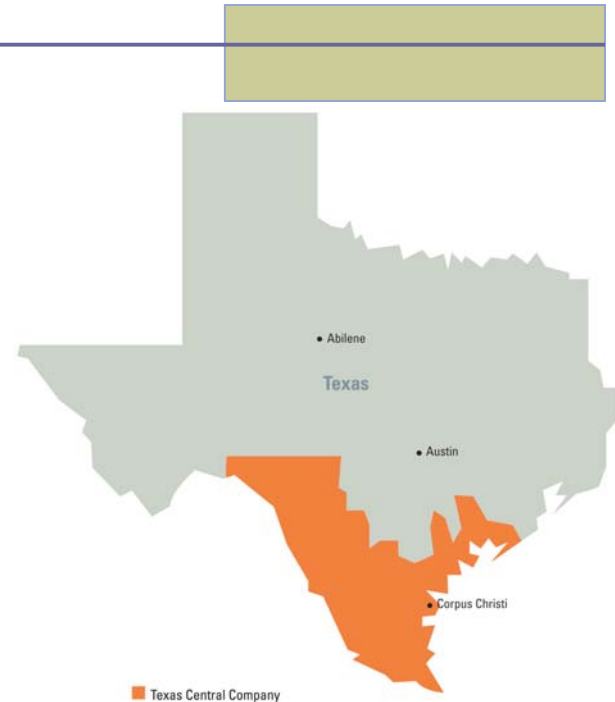 Abilene
Texas
Austin
Corpus Christi
Texas Central Company